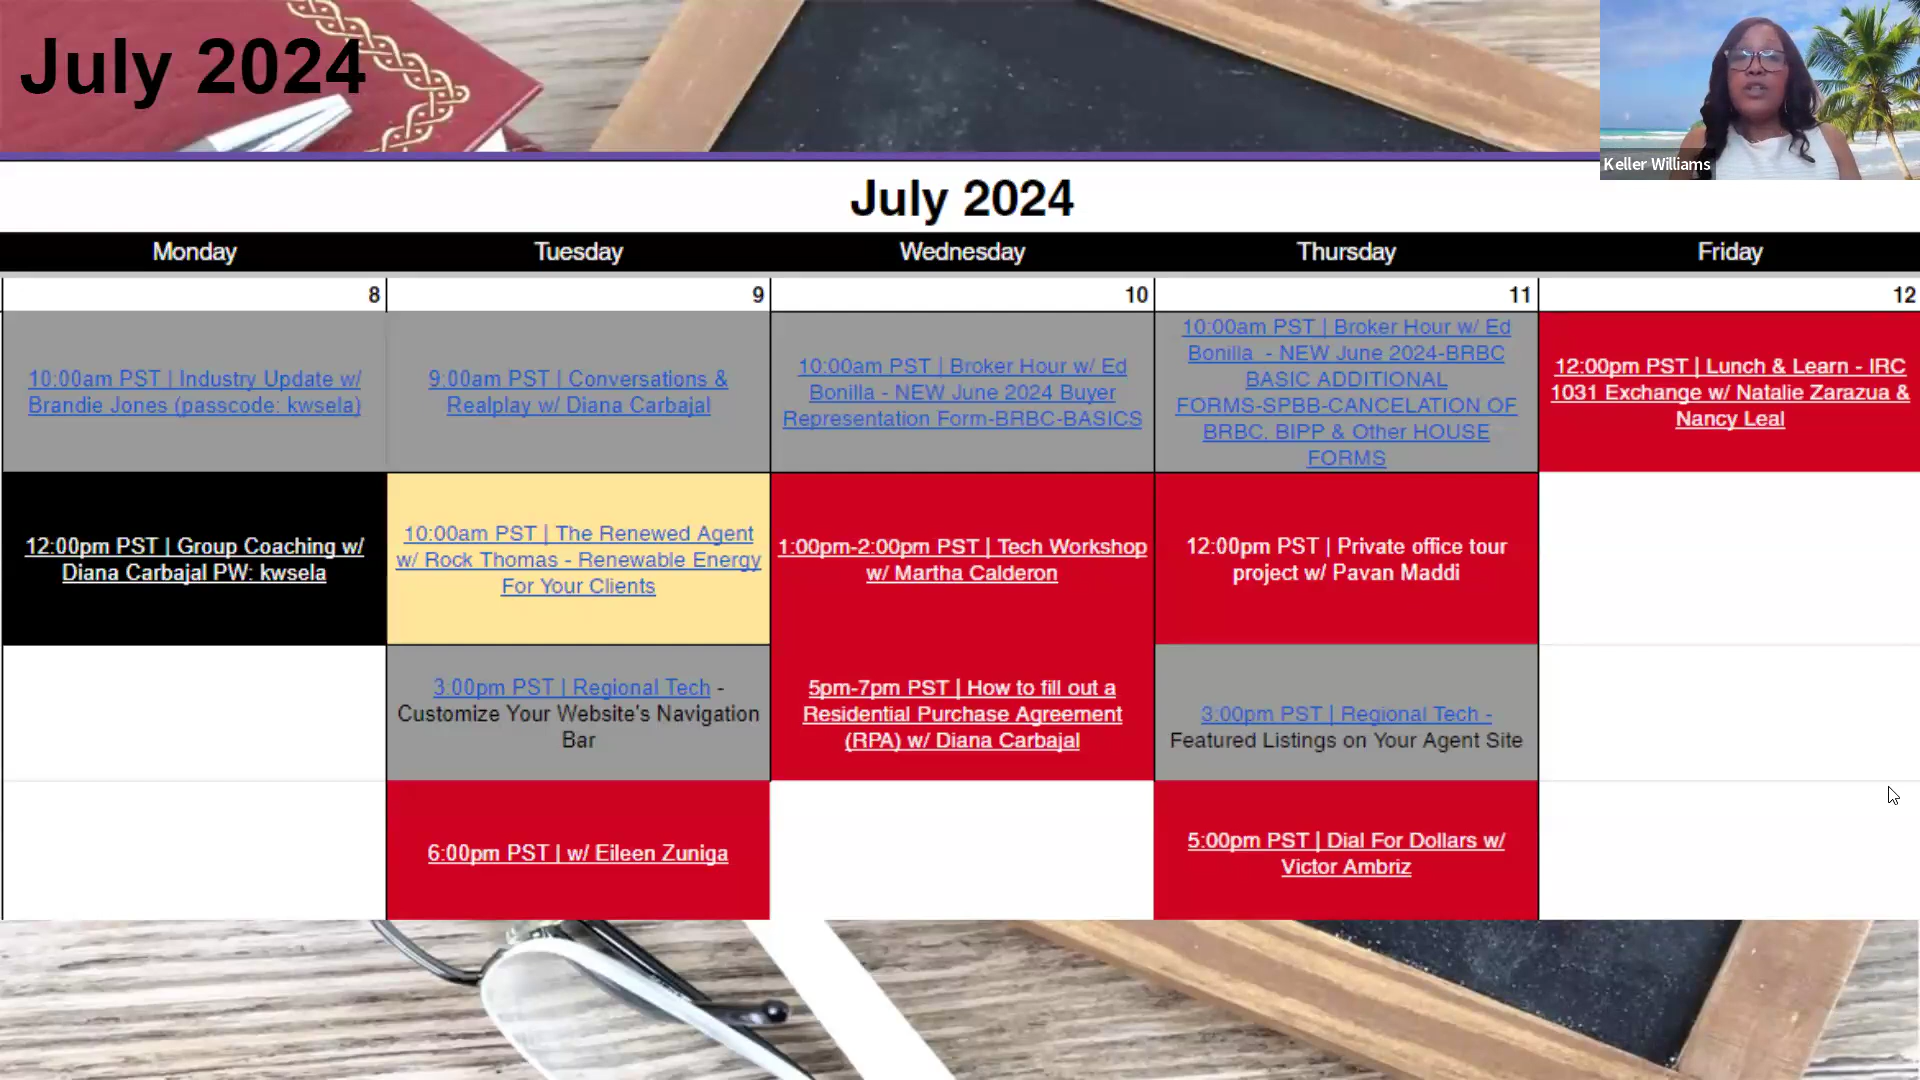 July 2024
Keller Williams
July 2024
Monday
Tuesday
Wednesday
Thursday
Friday
8
9
10
11
12
10:00am PST | Industry Update w/
Brandie Jones (passcode: kwsela)
9:00am PST | Conversations &
Realplay w/ Diana Carbajal
10:00am PST | Broker Hour w/ Ed
Bonilla - NEW June 2024 Buyer
Representation Form-BRBC-BASICS
10:00am PST | Broker Hour w/ Ed
Bonilla - NEW June 2024-BRBC
BASIC ADDITIONAL
FORMS-SPBB-CANCELATION OF
BRBC, BIPP & Other HOUSE
FORMS
12:00pm PST | Lunch & Learn - IRC
1031 Exchange w/ Natalie Zarazua &
Nancy Leal
12:00pm PST | Group Coaching w/
Diana Carbajal PW: kwsela
10:00am PST | The Renewed Agent
w/ Rock Thomas - Renewable Energy
For Your Clients
1:00pm-2:00pm PST | Tech Workshop
w/ Martha Calderon
12:00pm PST | Private office tour
project w/ Pavan Maddi
3:00pm PST | Regional Tech -
Customize Your Website's Navigation
Bar
5pm-7pm PST | How to fill out a
Residential Purchase Agreement
(RPA) w/ Diana Carbajal
3:00pm PST | Regional Tech -
Featured Listings on Your Agent Site
6:00pm PST | w/ Eileen Zuniga
5:00pm PST | Dial For Dollars w/
Victor Ambriz